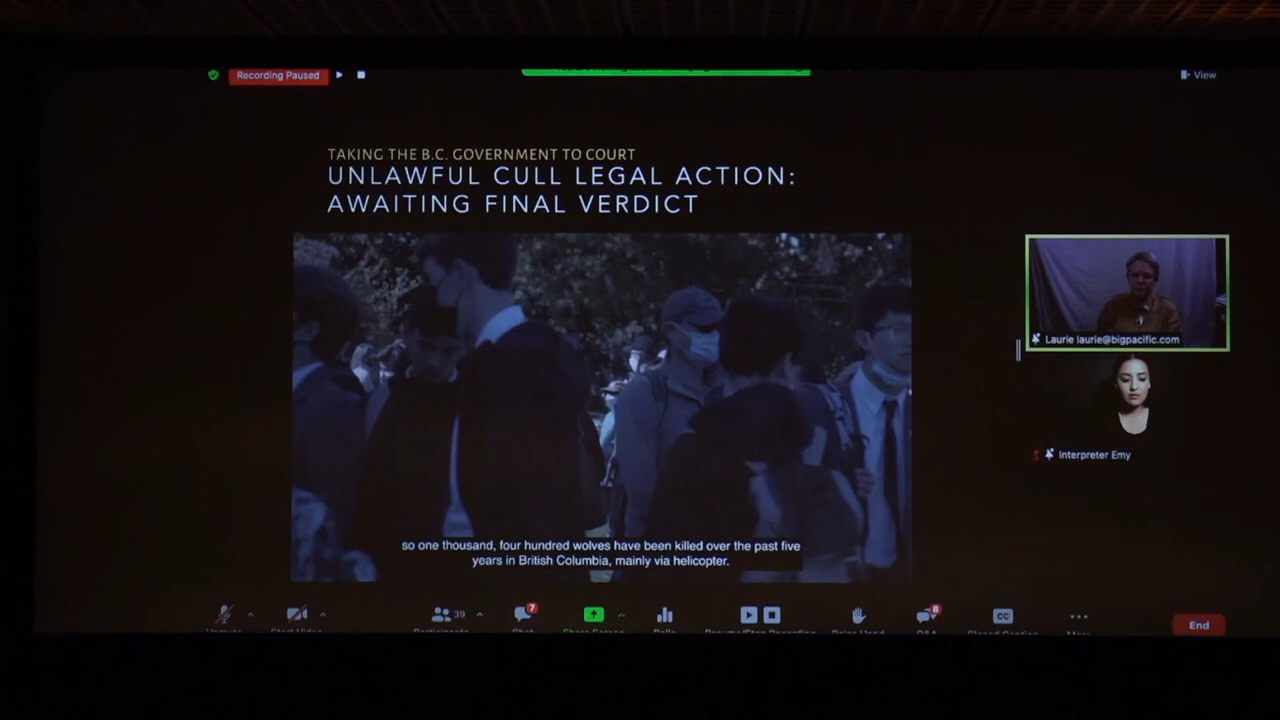 Recording Paused
View
TAKING THE B.C. GOVERNMENT TO COURT
UNLAWFUL CULL LEGAL ACTION:
AWAITING FINAL VERDICT
Laurie laurie@bigpacific.com
Interpreter Emy
so one thousand, four hundred wolves have been killed over the past five
years in British Columbia, mainly via helicopter.
39
7
8
CC
End